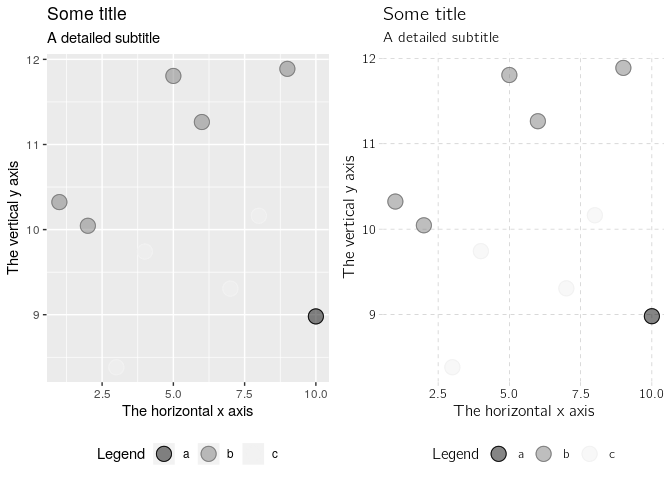 Some title
A detailed subtitle
12
11
10
9
The vertical y axis
2.5 5.0 7.5 10.0
The horizontal x axis
Legend a b c
Some title
A detailed subtitle
12
11
10
9
The vertical y axis
2.5 5.0 7.5 10.0
The horizontal x axis
Legend a b c